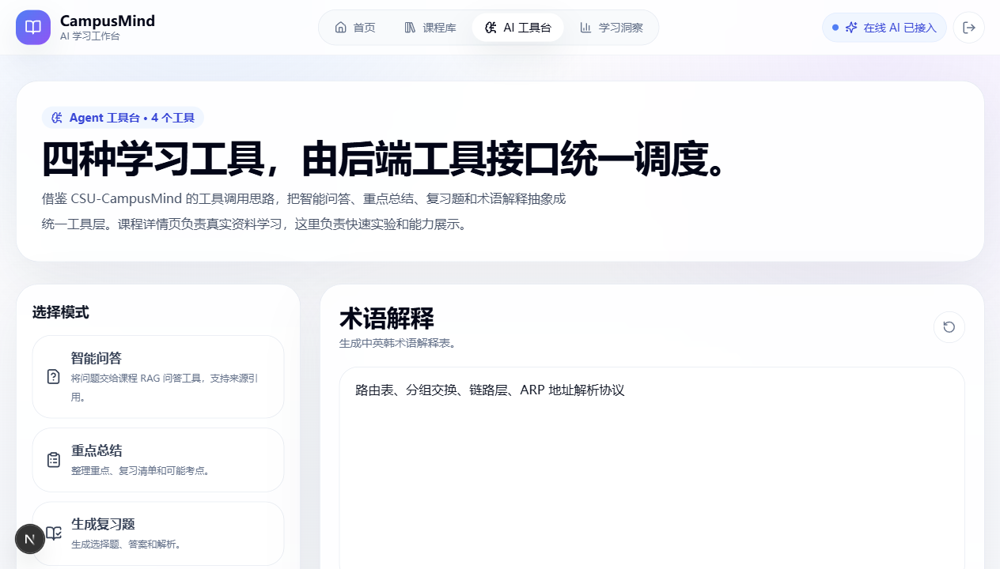 CampusMind
AI 学习工作台
首页
课程库
AI 工具台
学习洞察
在线 AI 已接入
Agent 工具台 • 4 个工具
四种学习工具，由后端工具接口统一调度。
借鉴 CSU-CampusMind 的工具调用思路，把智能问答、重点总结、复习题和术语解释抽象成
统一工具层。课程详情页负责真实资料学习，这里负责快速实验和能力展示。
选择模式
智能问答
将问题交给课程 RAG 问答工具，支持来源引
用。
重点总结
整理重点、复习清单和可能考点。
生成复习题
生成选择题、答案和解析。
N
术语解释
生成中英韩术语解释表。
路由表、分组交换、链路层、ARP 地址解析协议